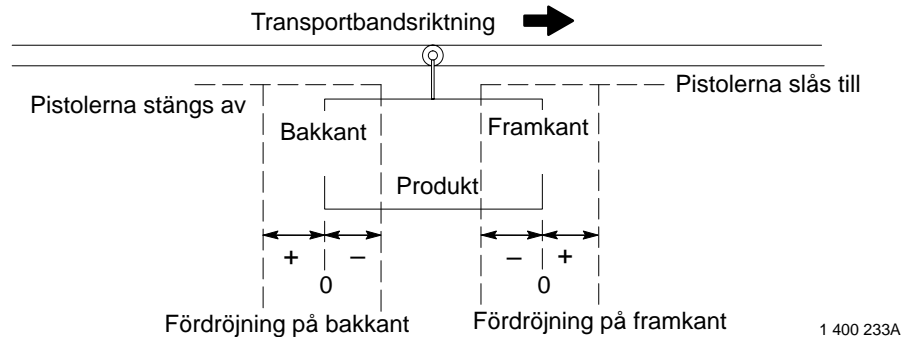 Transportbandsriktning
Pistolerna slås till
Pistolerna stängs av
Bakkant
Framkant
Produkt
+ – – +
0 0
Fördröjning på bakkant
Fördröjning på framkant
1 400 233A